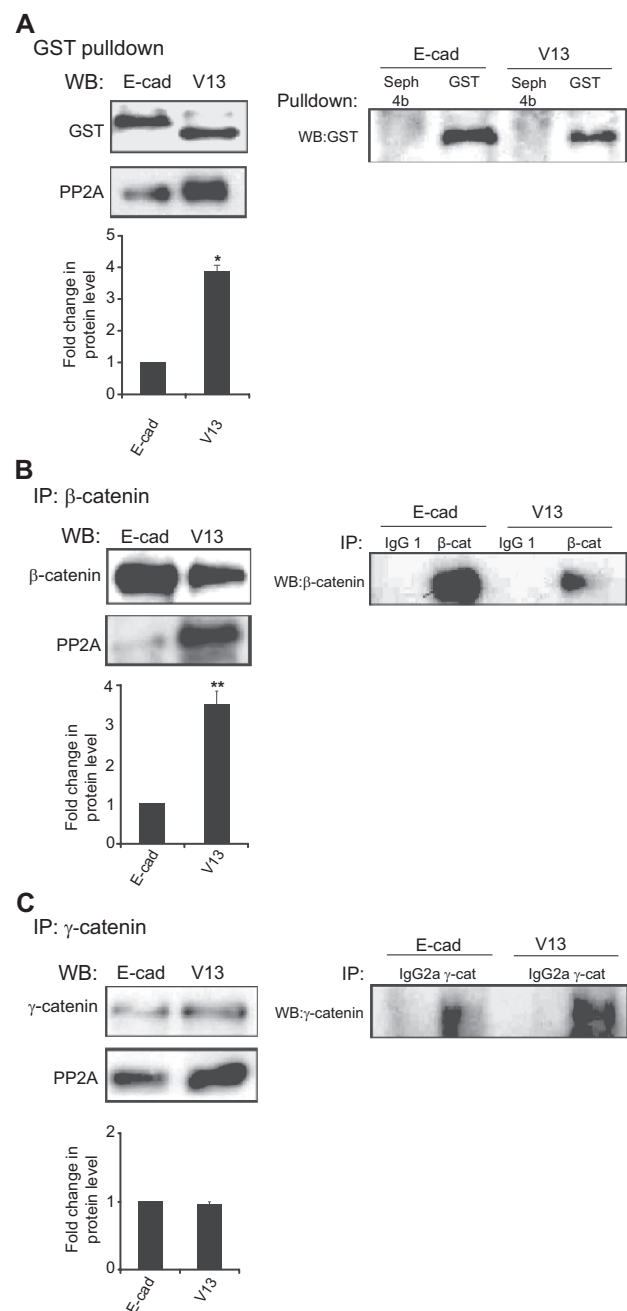 A
GST pulldown
WB: E-cad V13
GST
PP2A
Fold change in
protein level
5
4
3
2
1
0
*
E-cad
V13
E-cad V13
Seph
4b
GST
Seph
4b
GST
Pulldown:
WB:GST
B
IP: β-catenin
WB: E-cad V13
β-catenin
PP2A
Fold change in
protein level
4
3
2
1
0
**
E-cad
V13
E-cad V13
IP: IgG 1 β-cat IgG 1 β-cat
WB:β-catenin
C
IP: γ-catenin
WB: E-cad V13
γ-catenin
PP2A
Fold change in
protein level
2
1
0
E-cad
V13
E-cad V13
IP: IgG2a γ-cat IgG2a γ-cat
WB:γ-catenin